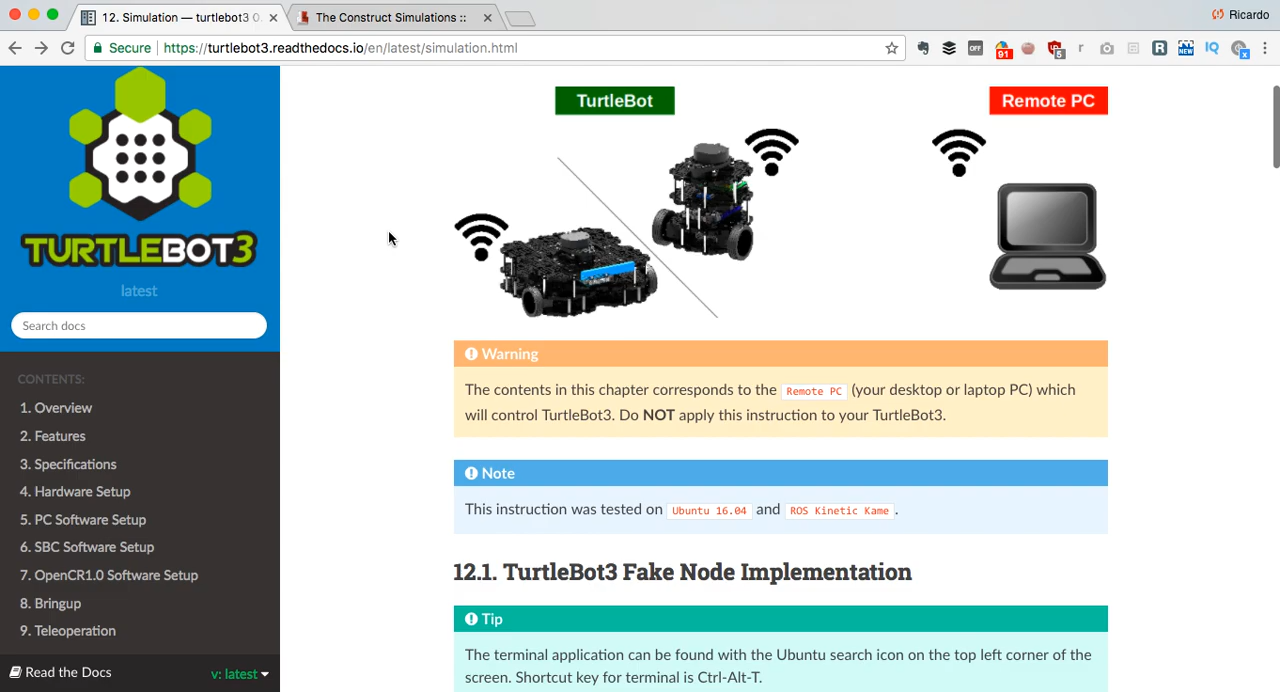 12. Simulation — turtlebot3 0.
The Construct Simulations ::
Ricardo
Secure
https://turtlebot3.readthedocs.io/en/latest/simulation.html
OFF
91
5
r
R
NEW
IQ
x
TURTLEBOT3
latest
Search docs
CONTENTS:
1. Overview
2. Features
3. Specifications
4. Hardware Setup
5. PC Software Setup
6. SBC Software Setup
7. OpenCR1.0 Software Setup
8. Bringup
9. Teleoperation
Read the Docs
v: latest
TurtleBot
Remote PC
Warning
The contents in this chapter corresponds to the Remote PC (your desktop or laptop PC) which
will control TurtleBot3. Do NOT apply this instruction to your TurtleBot3.
Note
This instruction was tested on Ubuntu 16.04 and ROS Kinetic Kame.
12.1. TurtleBot3 Fake Node Implementation
Tip
The terminal application can be found with the Ubuntu search icon on the top left corner of the
screen. Shortcut key for terminal is Ctrl-Alt-T.